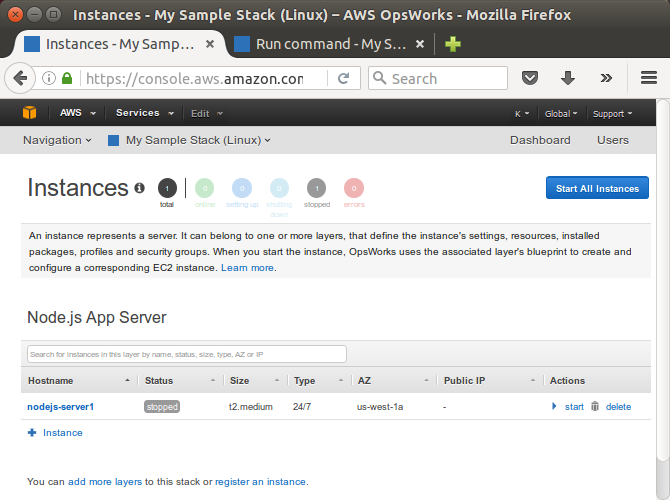 Instances - My Sample Stack (Linux) – AWS OpsWorks - Mozilla Firefox
Instances - My Samp... Run command - My S...
https://console.aws.amazon.con Search
AWS Services Edit K Global Support
Navigation My Sample Stack (Linux) Dashboard Users
Instances 1 0 0 0 1 0 Start All Instances
total online setting up shutting down stopped errors
An instance represents a server. It can belong to one or more layers, that define the instance's settings, resources, installed
packages, profiles and security groups. When you start the instance, OpsWorks uses the associated layer's blueprint to create and
configure a corresponding EC2 instance. Learn more.
Node.js App Server
Search for instances in this layer by name, status, size, type, AZ or IP
Hostname Status Size Type AZ Public IP Actions
nodejs-server1 stopped t2.medium 24/7 us-west-1a - start delete
Instance
You can add more layers to this stack or register an instance.